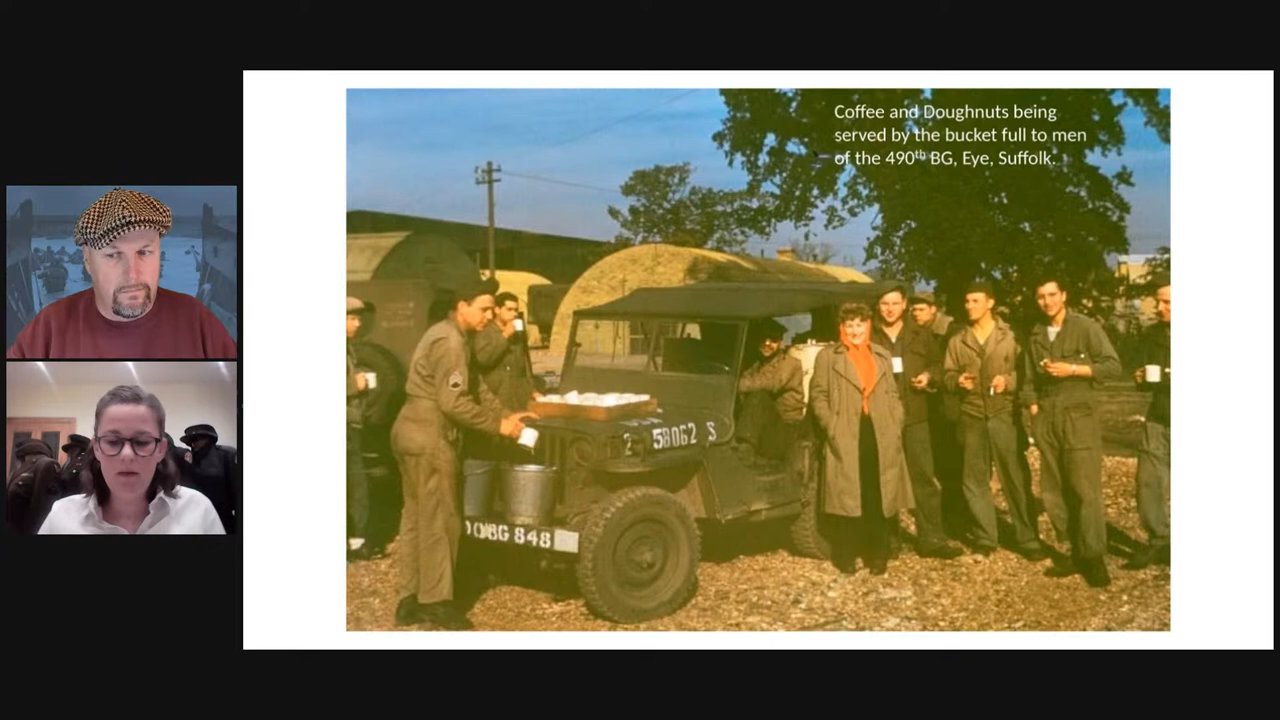 Coffee and Doughnuts being
served by the bucket full to men
of the 490th BG, Eye, Suffolk.
2 58062 S
BG 848